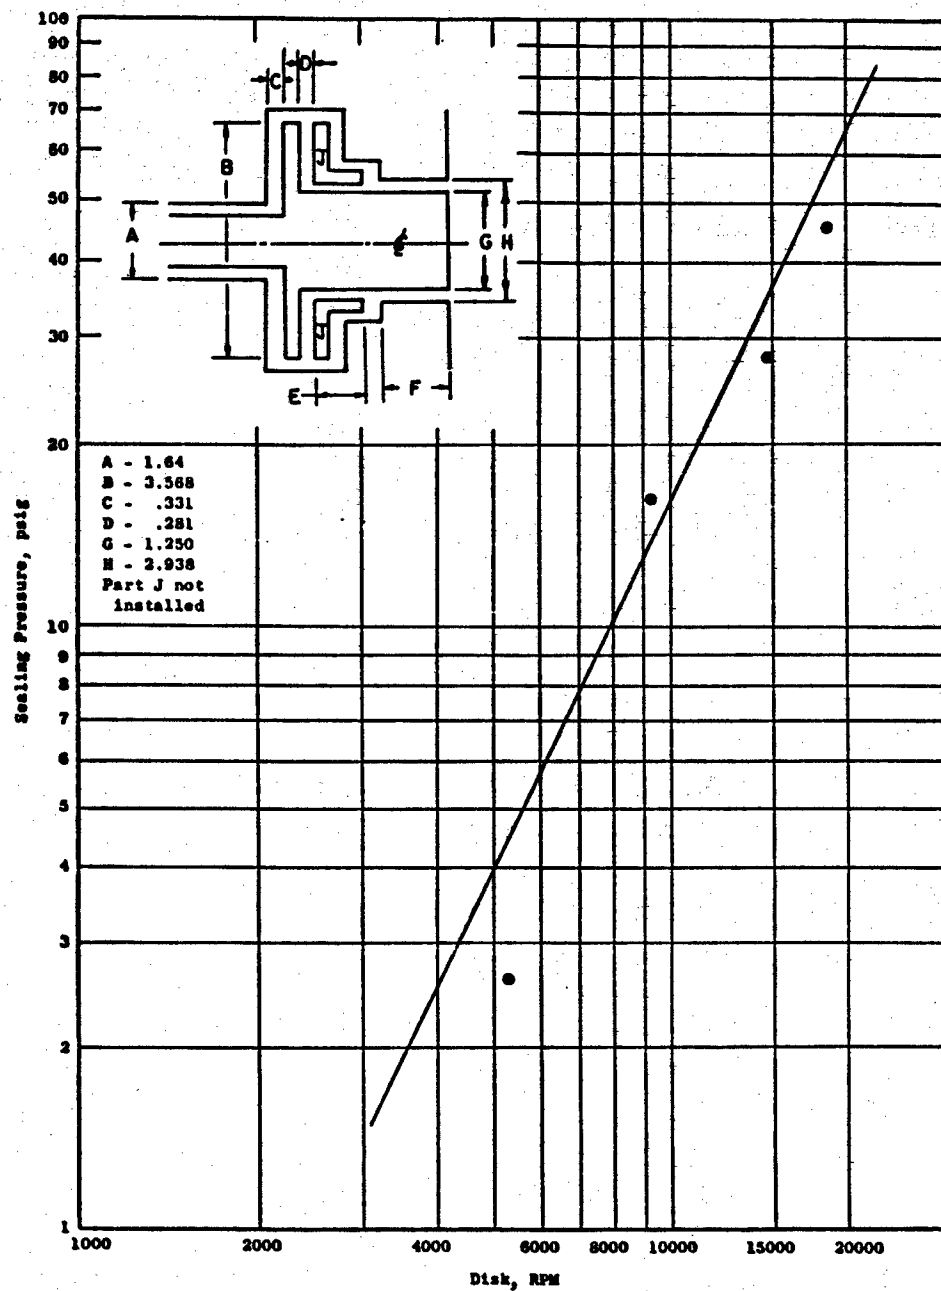 100
90
80
70
60
50
40
30
20
10
9
8
7
6
5
4
3
2
1
Sealing Pressure, psig
C
D
B
J
A
G
H
J
E
F
A - 1.64
B - 3.568
C - .331
D - .281
G - 1.250
H - 2.938
Part J not
installed
1000 2000 4000 6000 8000 10000 15000 20000
Disk, RPM